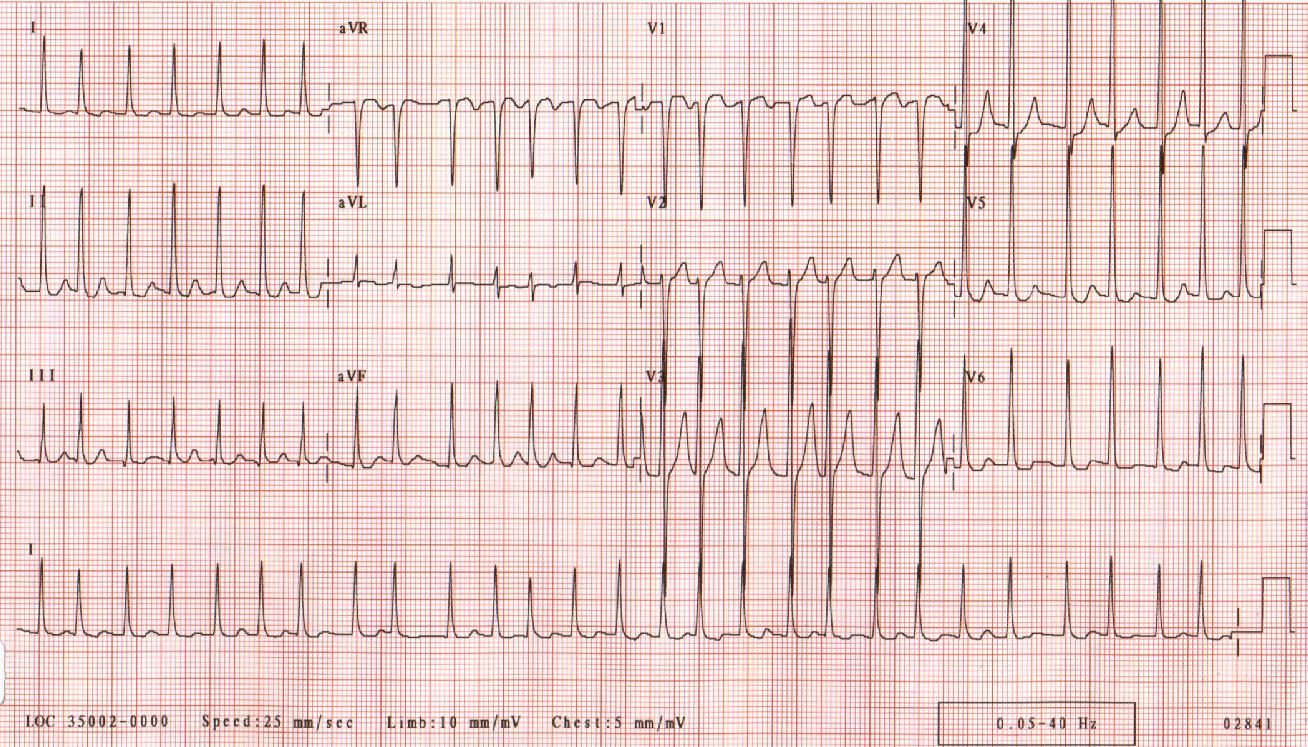 I aVR V1 V4
II aVL V2 V5
III aVF V3 V6
I
LOC 35002-0000 Speed:25 mm/sec Limb:10 mm/mV Chest:5 mm/mV 0.05-40 Hz 02841